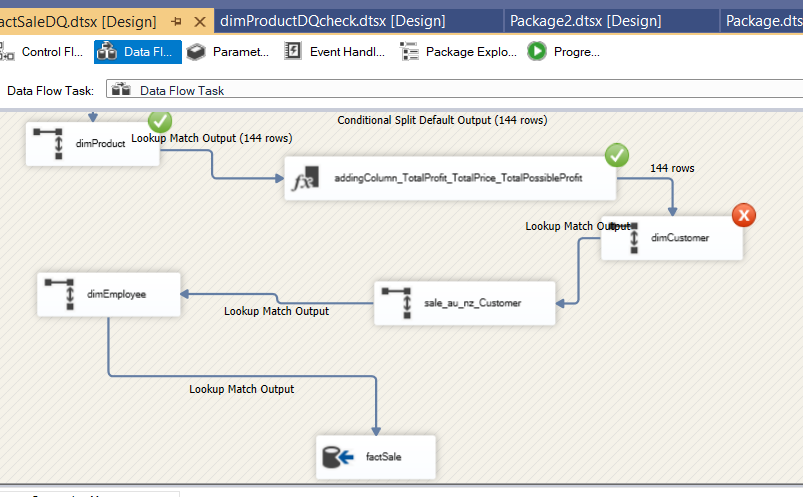 actSaleDQ.dtsx [Design] dimProductDQcheck.dtsx [Design] Package2.dtsx [Design] Package.dts
Control Fl... Data Fl... Paramet... Event Handl... Package Explo... Progre...
Data Flow Task: Data Flow Task
Conditional Split Default Output (144 rows)
dimProduct
Lookup Match Output (144 rows)
addingColumn_TotalProfit_TotalPrice_TotalPossibleProfit
144 rows
Lookup Match Output
dimCustomer
dimEmployee
sale_au_nz_Customer
Lookup Match Output
Lookup Match Output
factSale